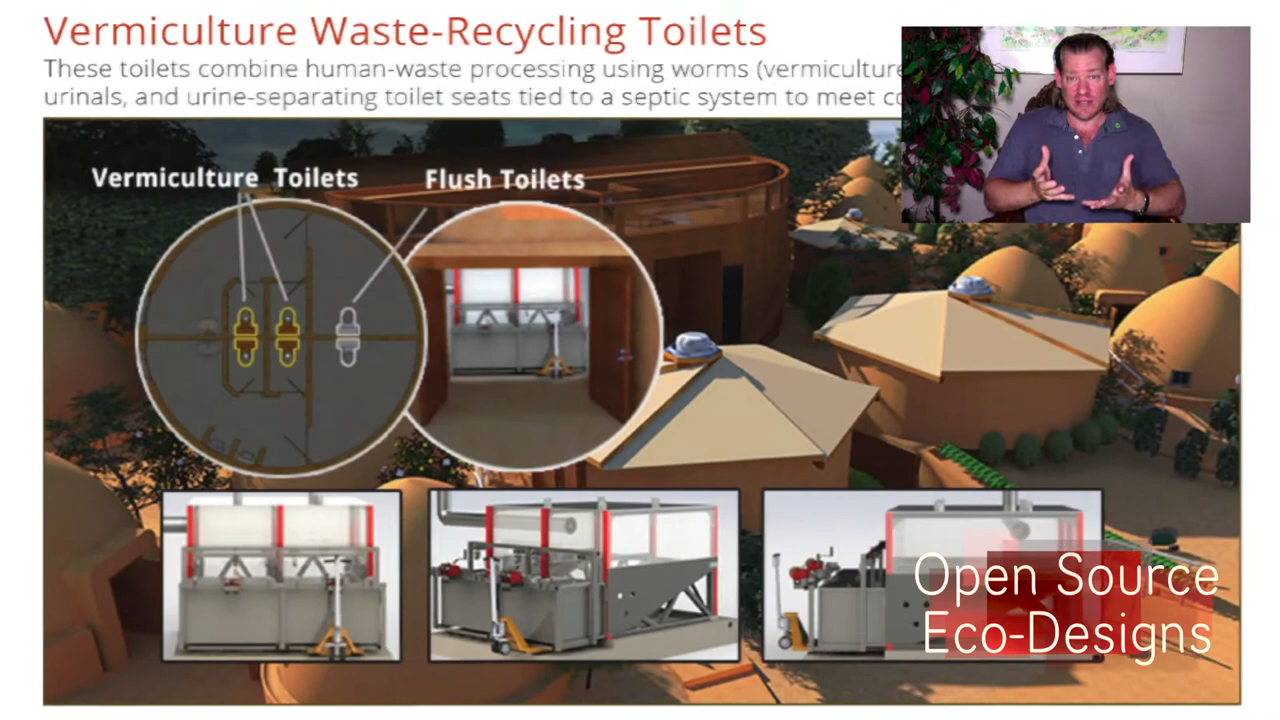 Vermiculture Waste-Recycling Toilets
These toilets combine human-waste processing using worms (vermiculture
urinals, and urine-separating toilet seats tied to a septic system to meet
Vermiculture Toilets
Flush Toilets
Open Source
Eco-Designs